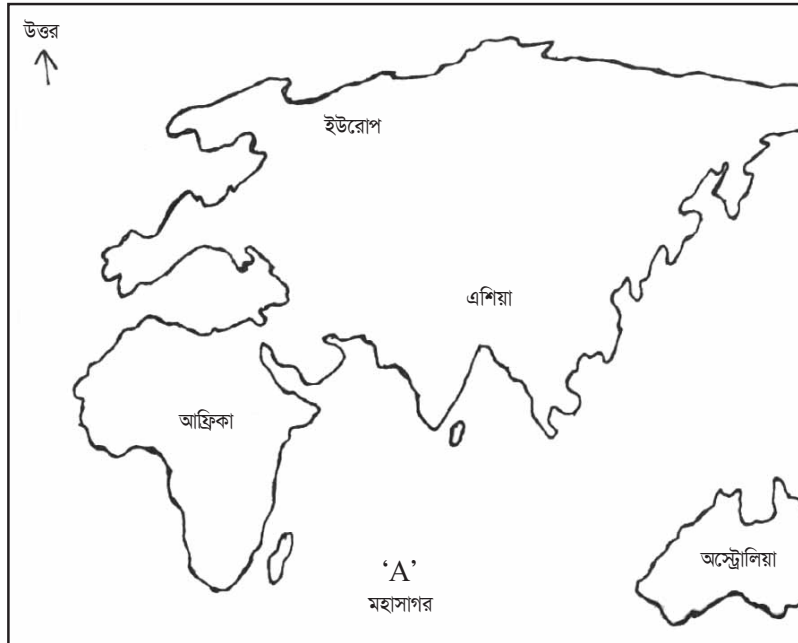 উত্তর
ইউরোপ
এশিয়া
আফ্রিকা
অস্ট্রোলিয়া
‘A’
মহাসাগর